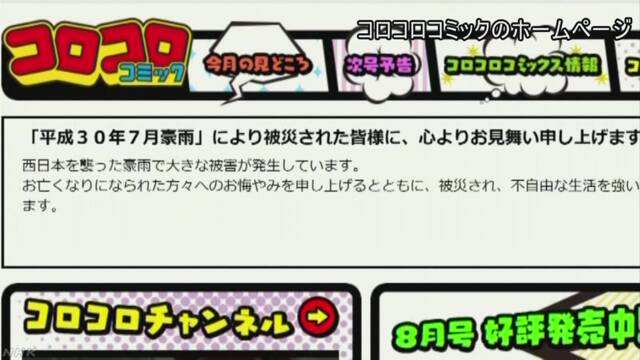 コロコロコミックのホームページ
コロコロ
コミック
今月の見どころ
次号予告
コロコロコミックス情報
「平成30年7月豪雨」により被災された皆様に、心よりお見舞い申し上げます
西日本を襲った豪雨で大きな被害が発生しています。
お亡くなりになられた方々へのお悔やみを申し上げるとともに、被災され、不自由な生活を強い
ます。
コロコロチャンネル
8月号 好評発売中
NHK